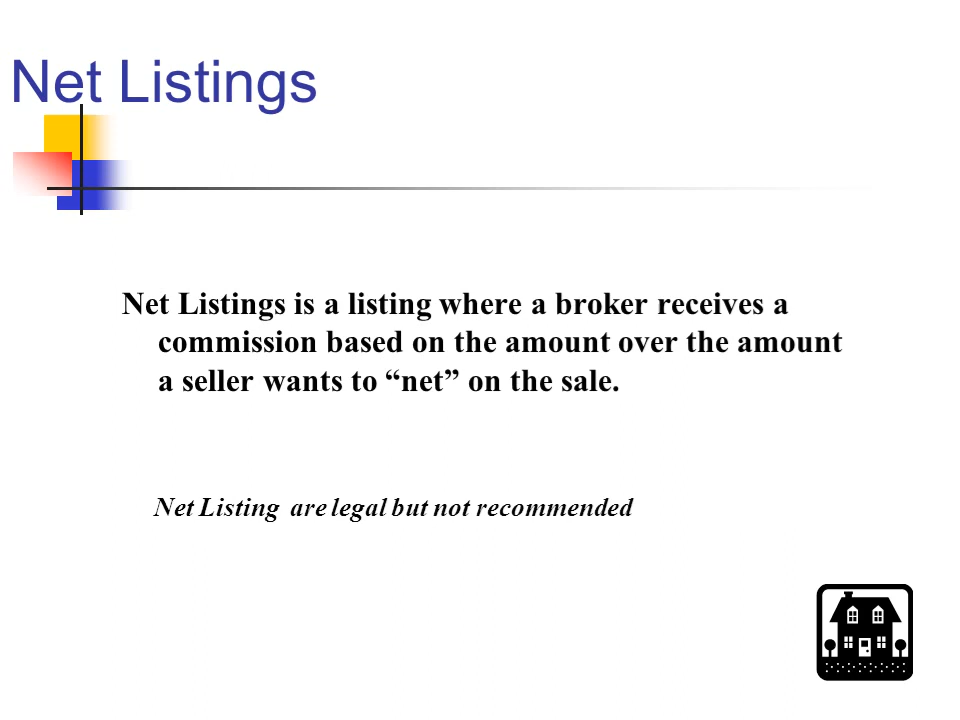 Net Listings
Net Listings is a listing where a broker receives a
commission based on the amount over the amount
a seller wants to “net” on the sale.
Net Listing are legal but not recommended